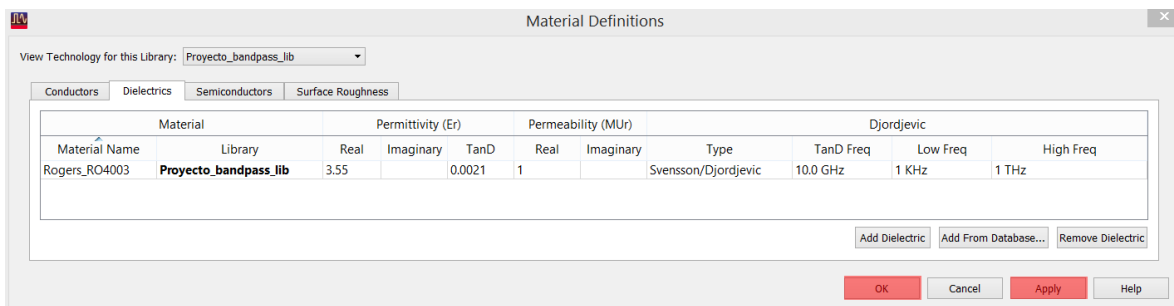 Material Definitions
View Technology for this Library: Proyecto_bandpass_lib
Conductors Dielectrics Semiconductors Surface Roughness
Material Permittivity (Er) Permeability (MUr) Djordjevic
Material Name Library Real Imaginary TanD Real Imaginary Type TanD Freq Low Freq High Freq
Rogers_RO4003 Proyecto_bandpass_lib 3.55 0.0021 1 Svensson/Djordjevic 10.0 GHz 1 KHz 1 THz
Add Dielectric Add From Database... Remove Dielectric
OK Cancel Apply Help